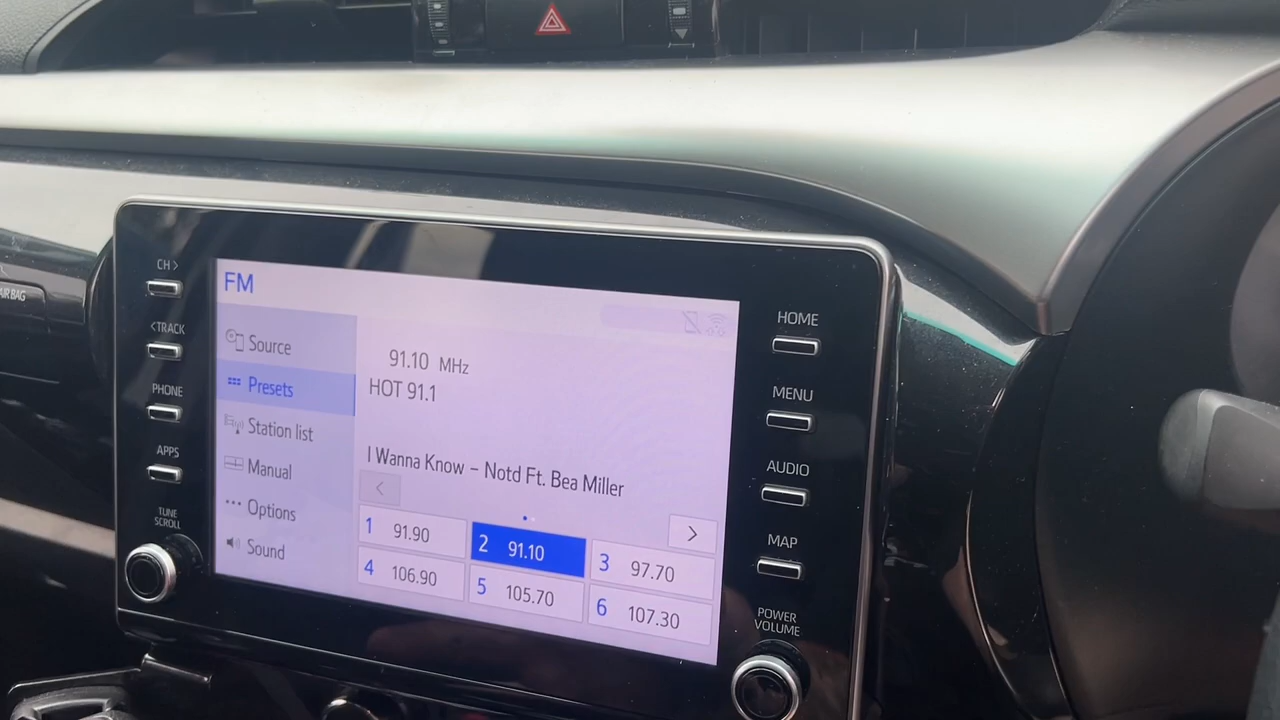 AIR BAG
CH >
< TRACK
PHONE
APPS
TUNE
SCROLL
FM
Source
Presets
Station list
Manual
Options
Sound
91.10 MHz
HOT 91.1
I Wanna Know – Notd Ft. Bea Miller
<
>
1 91.90
2 91.10
3 97.70
4 106.90
5 105.70
6 107.30
HOME
MENU
AUDIO
MAP
POWER
VOLUME